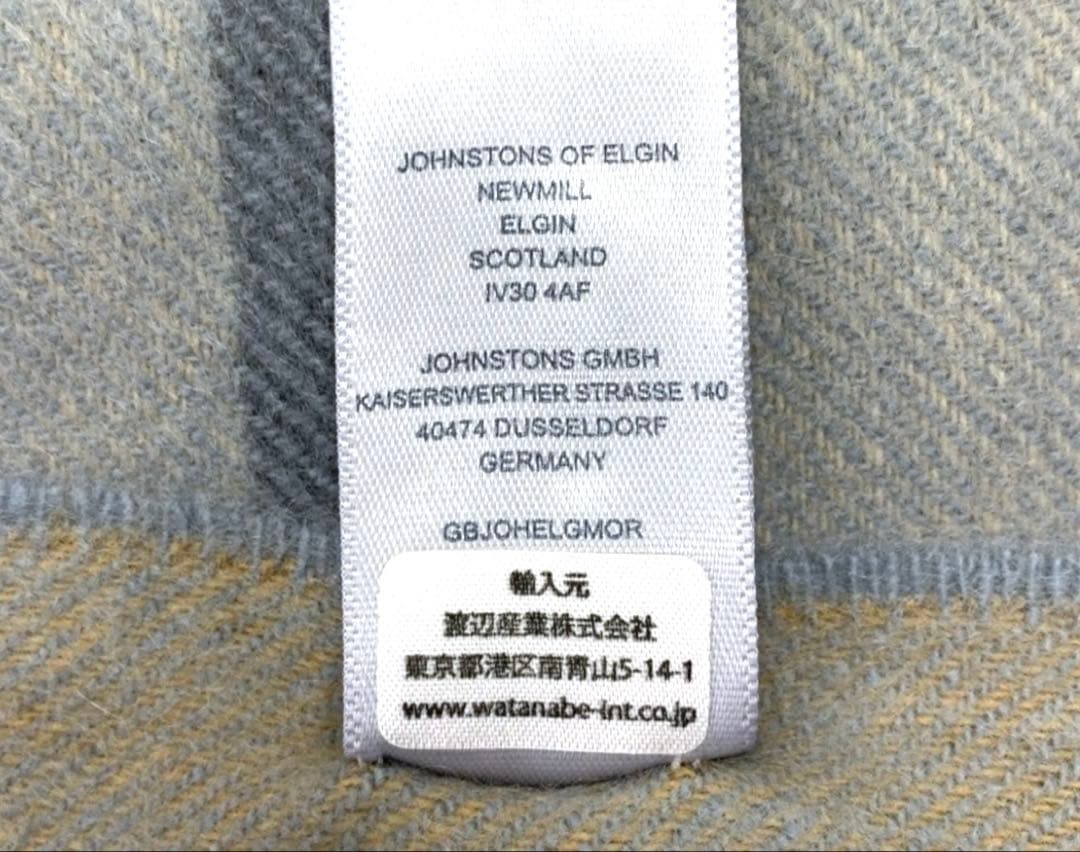 JOHNSTONS OF ELGIN
NEWMILL
ELGIN
SCOTLAND
IV30 4AF
JOHNSTONS GMBH
KAISERSWERTHER STRASSE 140
40474 DUSSELDORF
GERMANY
GBJOHELGMOR
輸入元
渡辺産業株式会社
東京都港区南青山5-14-1
www.watanabe-int.co.jp